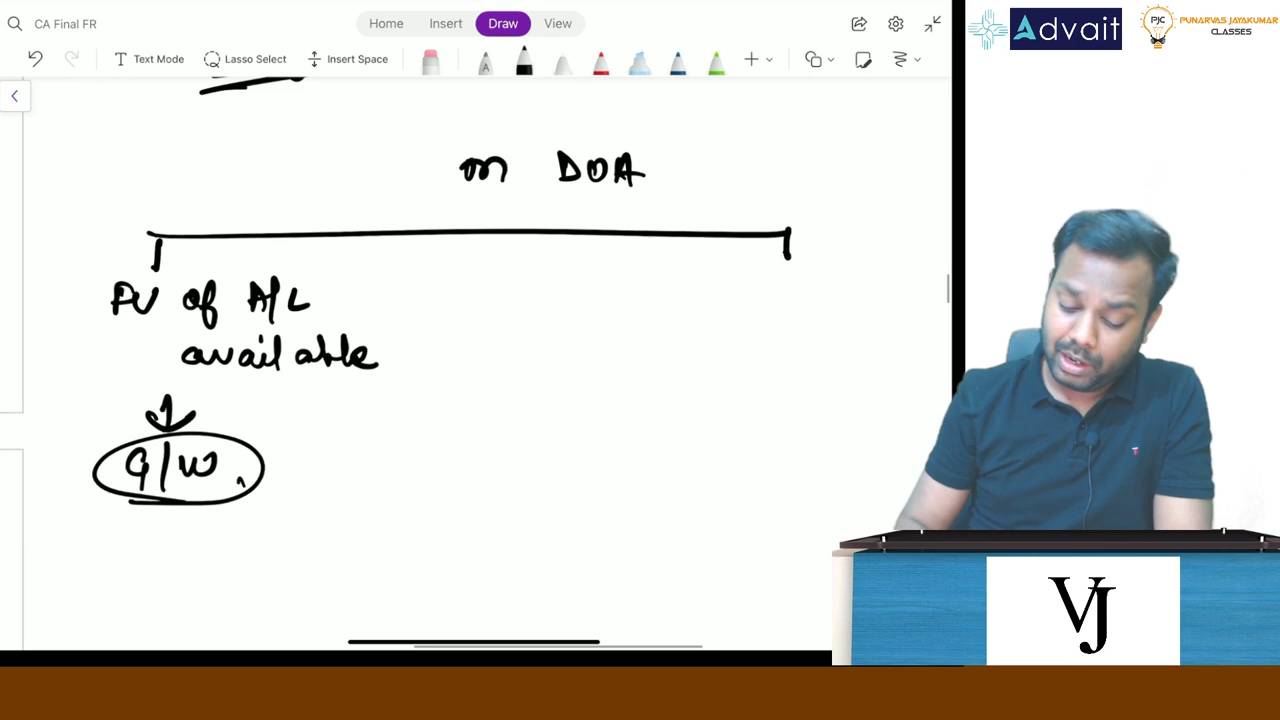 CA Final FR
Home Insert Draw View
Advait
PJC PUNARVAS JAYAKUMAR CLASSES
Text Mode Lasso Select Insert Space
on DOA
FV of A/L
available
G/W
VJ